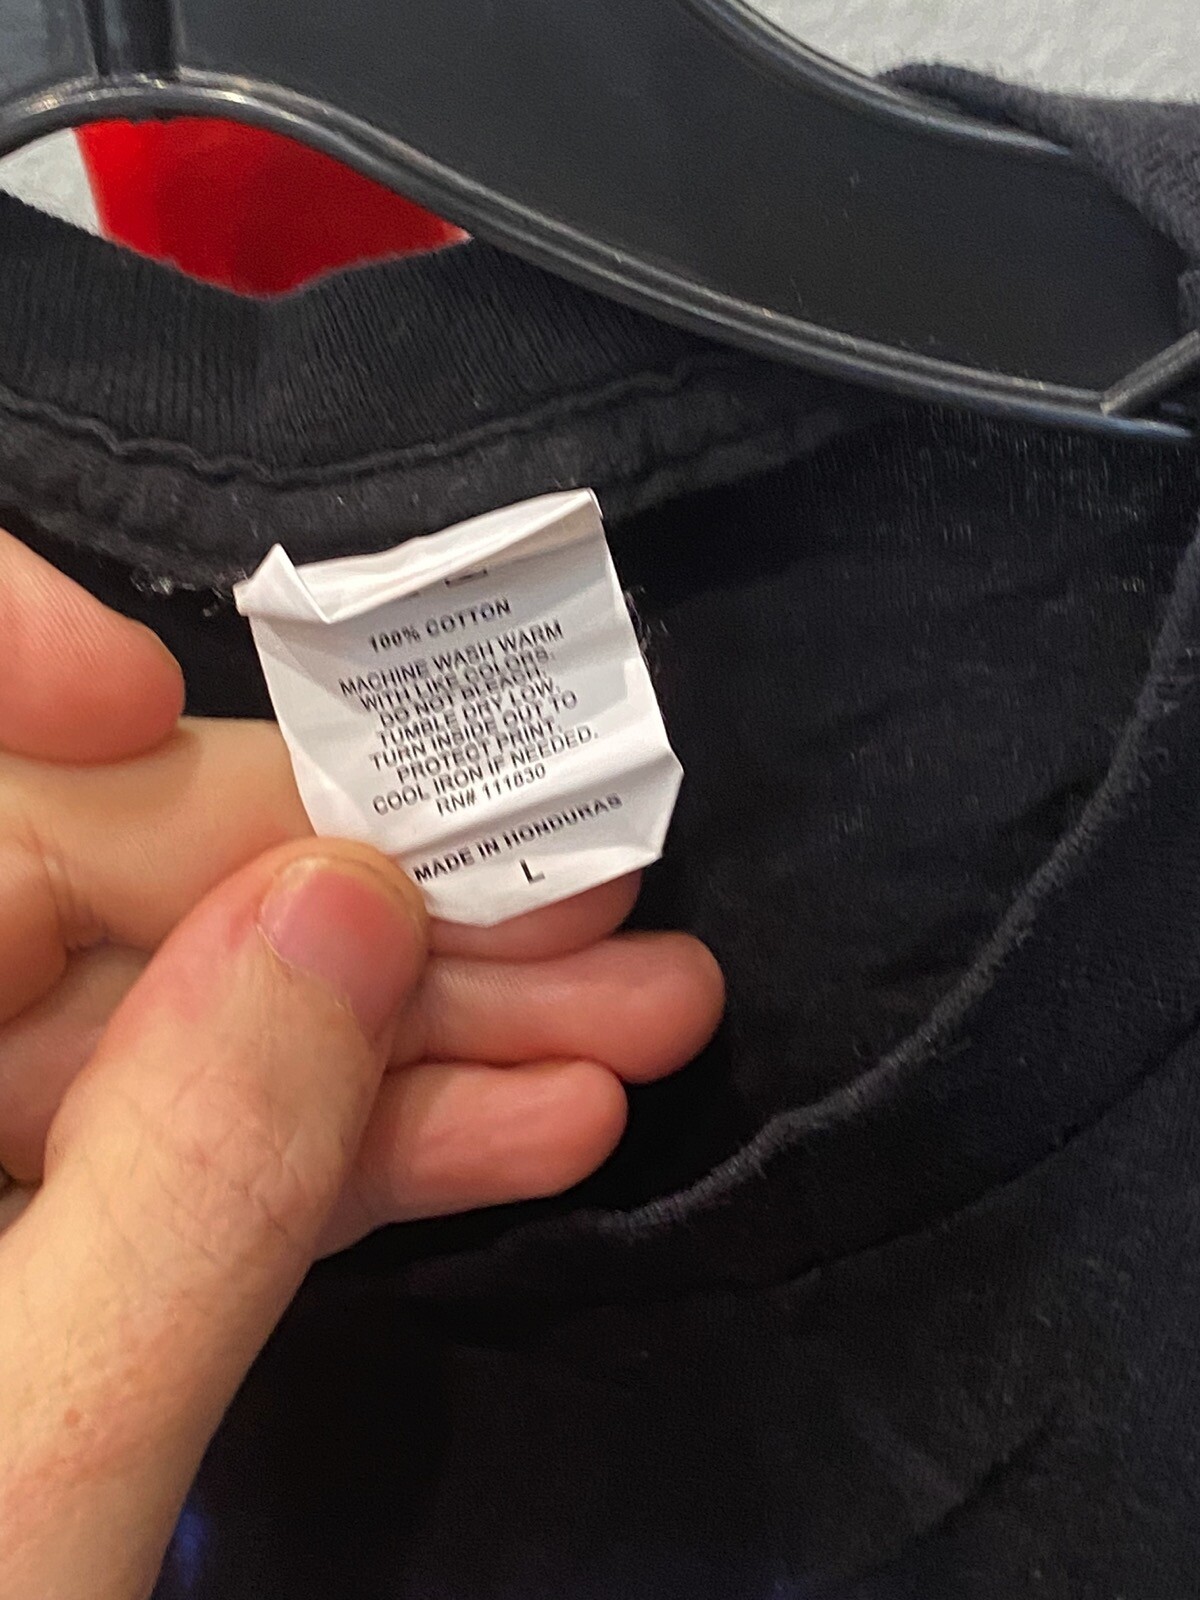 100% COTTON
MACHINE WASH WARM
WITH LIKE COLORS.
DO NOT BLEACH.
TUMBLE DRY LOW.
TURN INSIDE OUT TO
PROTECT PRINT.
COOL IRON IF NEEDED.
RN# 111830
MADE IN HONDURAS
L